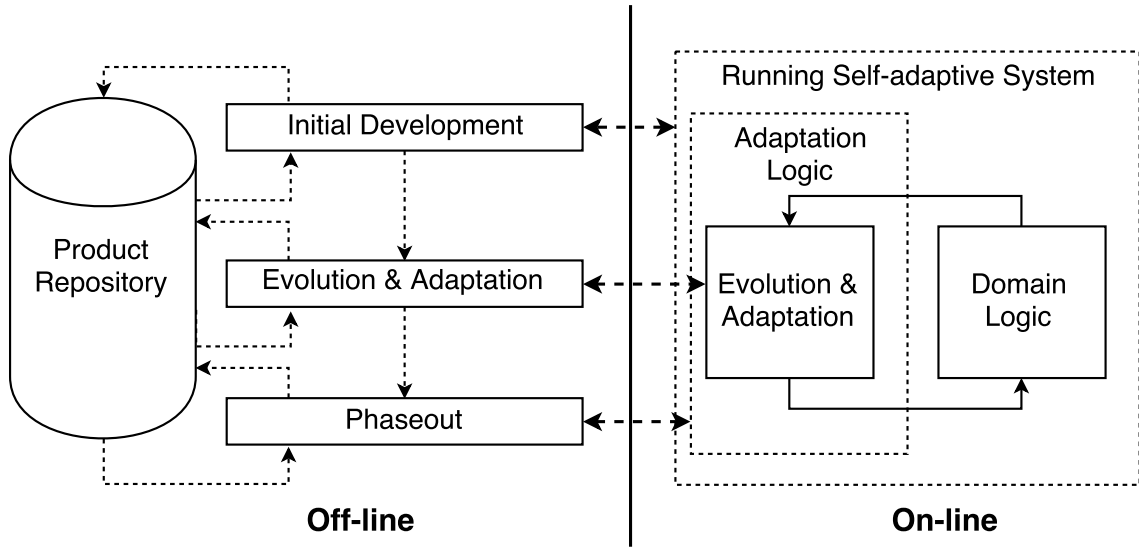 Running Self-adaptive System
Initial Development
Adaptation
Logic
Product
Repository
Evolution & Adaptation
Evolution &
Adaptation
Domain
Logic
Phaseout
Off-line
On-line